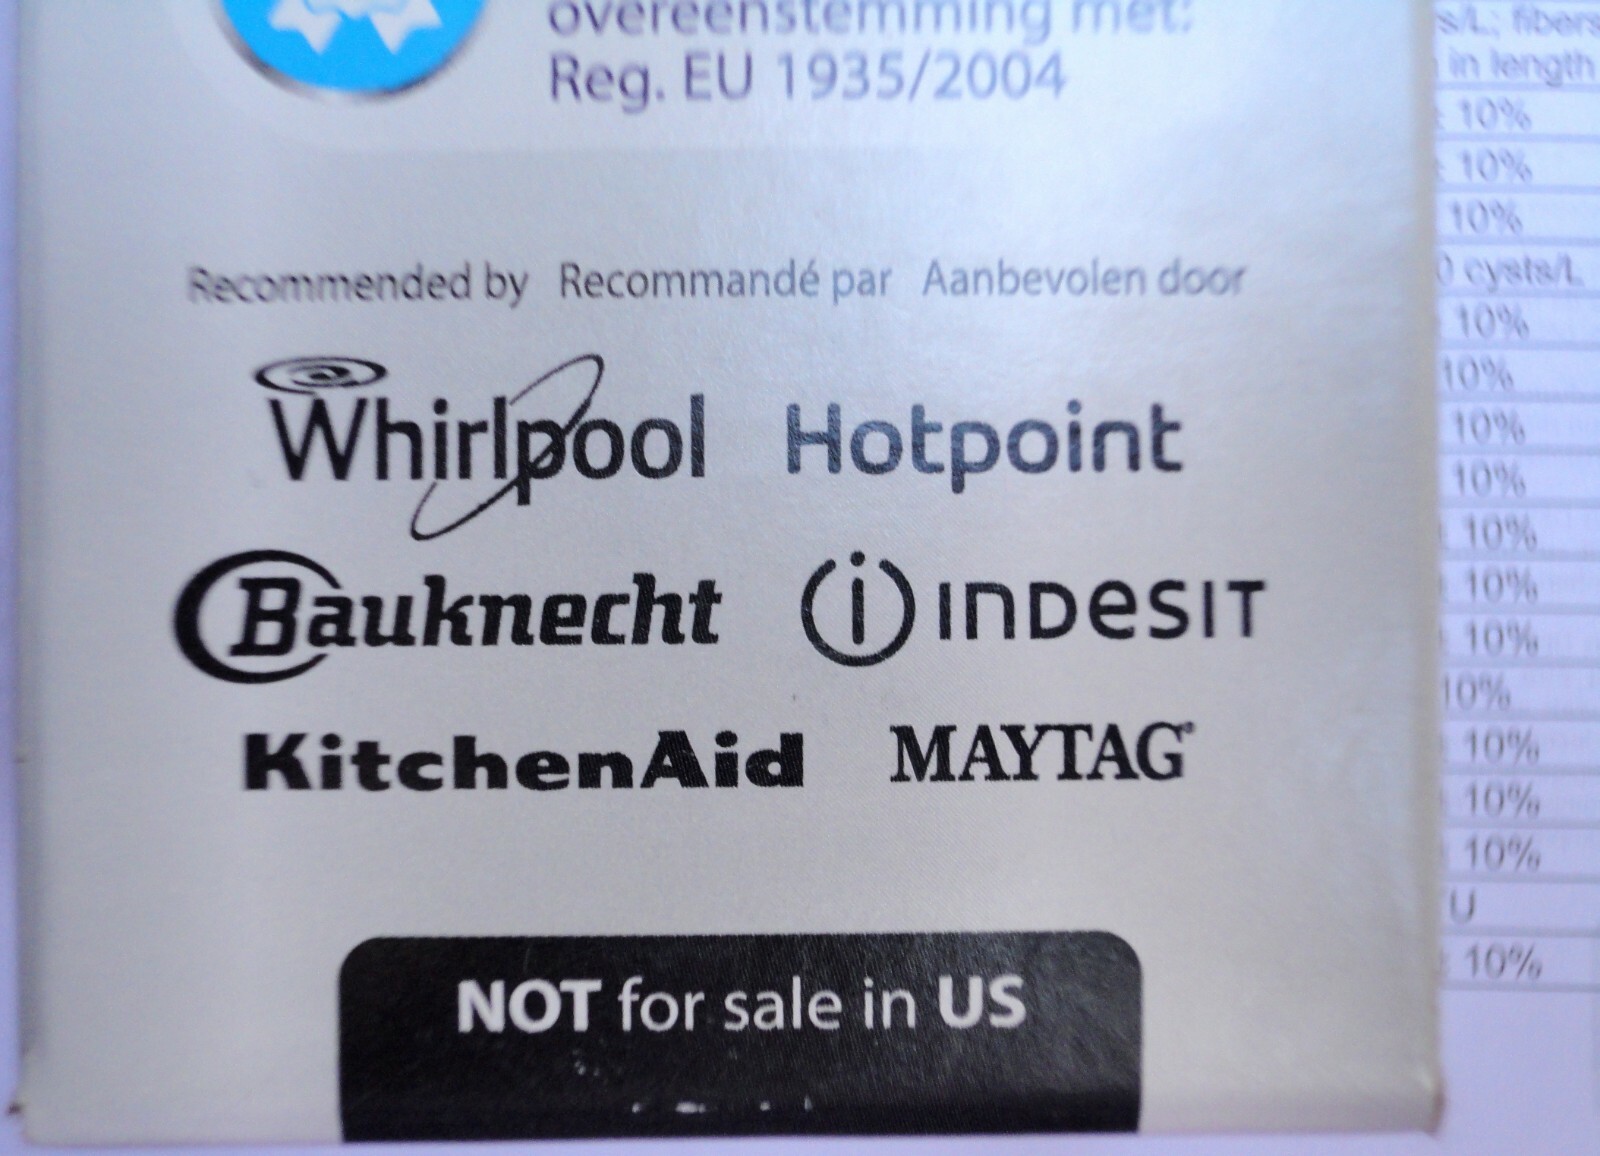 overeenstemming met:
Reg. EU 1935/2004
Recommended by Recommandé par Aanbevolen door
Whirlpool Hotpoint
Bauknecht indesit
KitchenAid MAYTAG®
NOT for sale in US
s/L; fibers
in length
10%
10%
10%
cysts/L
10%
10%
10%
10%
10%
10%
10%
10%
10%
10%
10%
U
10%